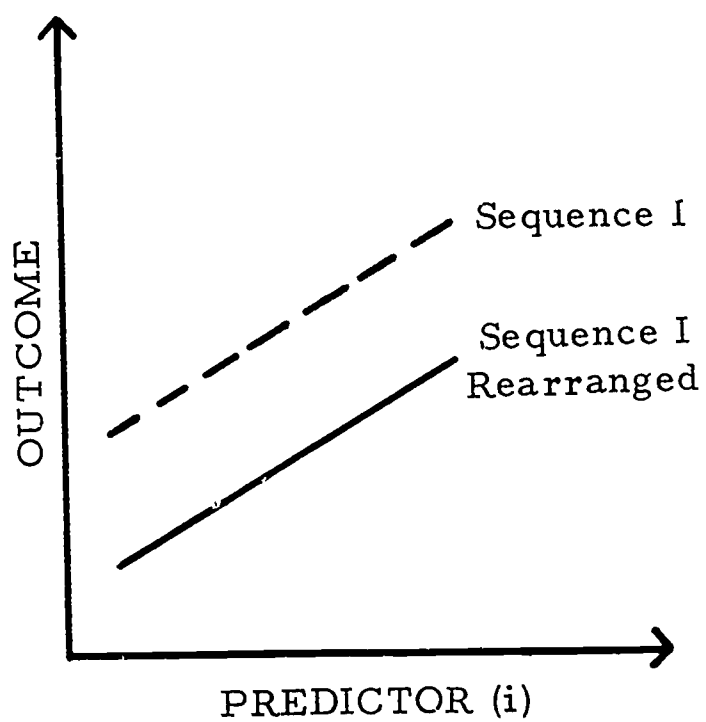 OUTCOME
Sequence I
Sequence I
Rearranged
PREDICTOR (i)